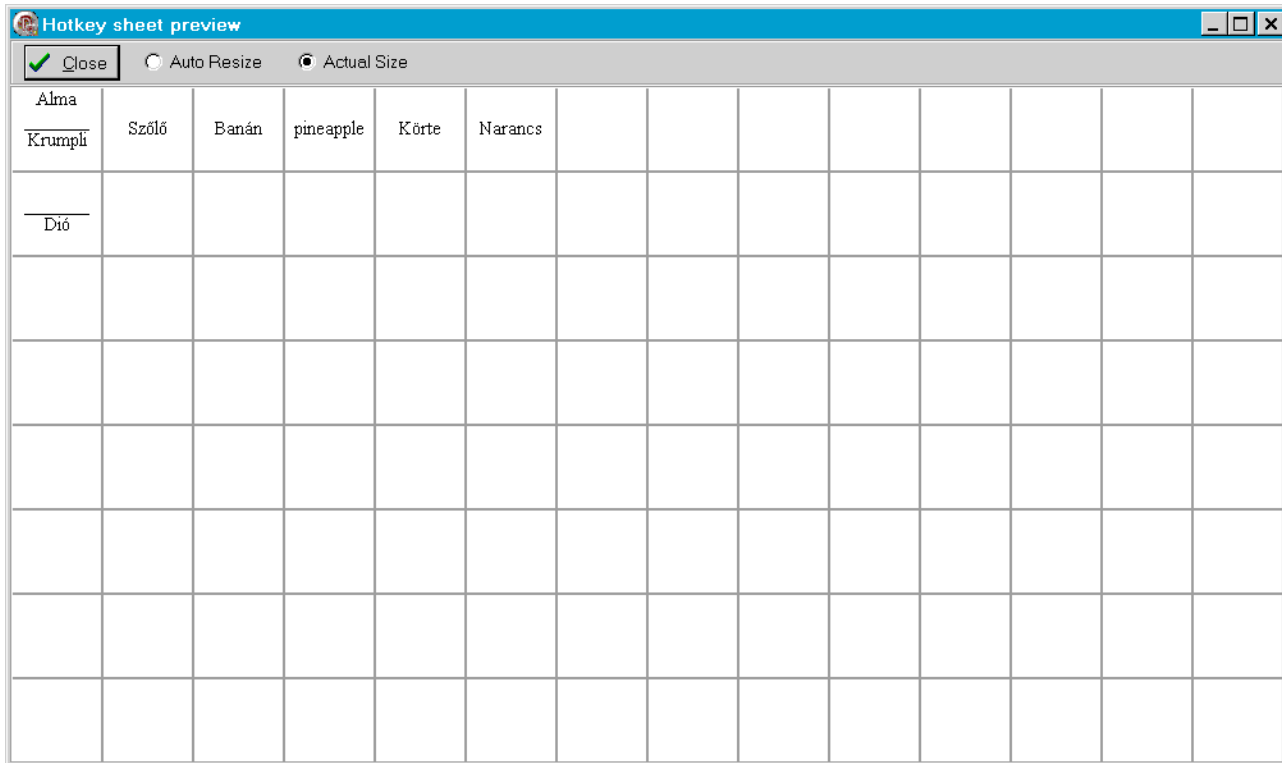 Hotkey sheet preview
Close Auto Resize Actual Size
Alma
Krumpli Szőlő Banán pineapple Körte Narancs
Dió